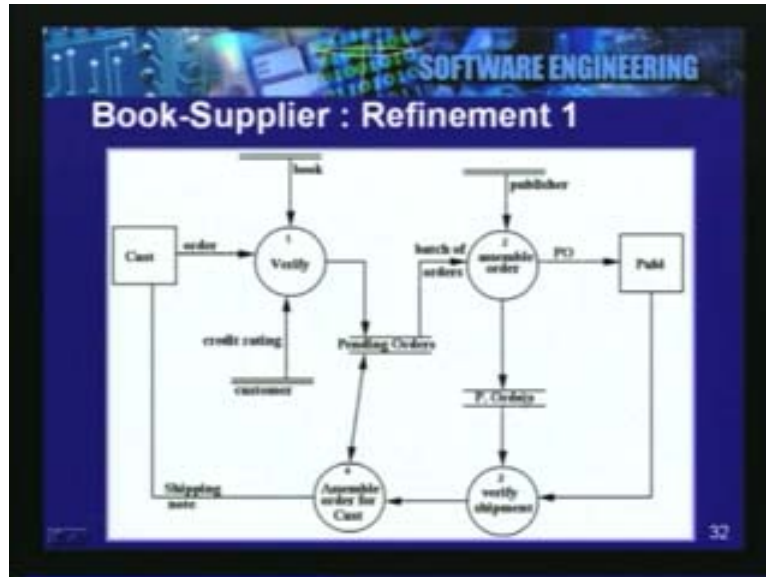 SOFTWARE ENGINEERING
Book-Supplier : Refinement 1
book
publisher
Cust
order
1
Verify
batch of
orders
2
assemble
order
PO
Publ
credit rating
Pending Orders
customer
P. Orders
Shipping
note
4
Assemble
order for
Cust
3
verify
shipment
32